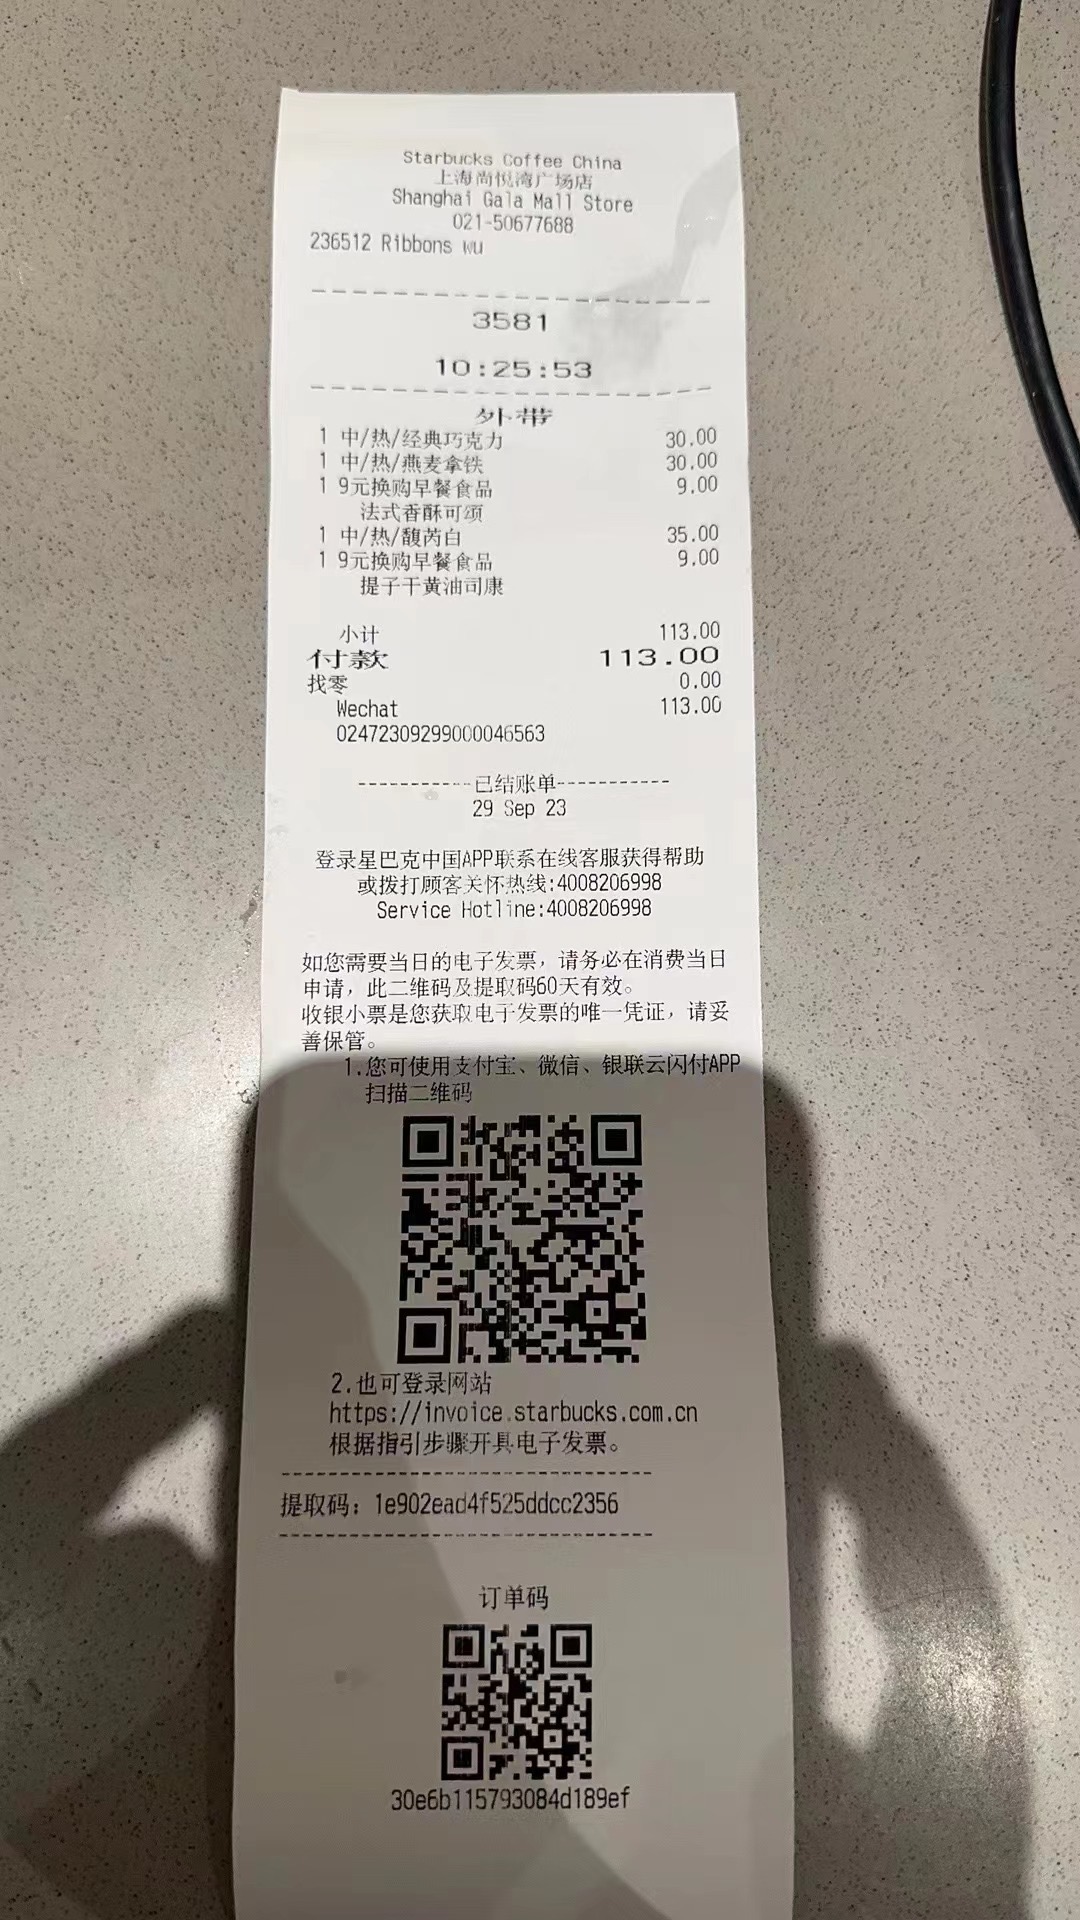 Starbucks Coffee China
上海尚悦湾广场店
Shanghai Gala Mall Store
021-50677688
236512 Ribbons wu
3581
10:25:53
外带
1 中/热/经典巧克力 30.00
1 中/热/燕麦拿铁 30.00
1 9元换购早餐食品 9.00
法式香酥可颂
1 中/热/馥芮白 35.00
1 9元换购早餐食品 9.00
提子干黄油司康
小计 113.00
付款 113.00
找零 0.00
Wechat 113.00
02472309299000046563
-----------已结账单-----------
29 Sep 23
登录星巴克中国APP联系在线客服获得帮助
或拨打顾客关怀热线:4008206998
Service Hotline:4008206998
如您需要当日的电子发票，请务必在消费当日
申请，此二维码及提取码60天有效。
收银小票是您获取电子发票的唯一凭证，请妥
善保管。
1.您可使用支付宝、微信、银联云闪付APP
扫描二维码
2.也可登录网站
https://invoice.starbucks.com.cn
根据指引步骤开具电子发票。
提取码：1e902ead4f525ddcc2356
订单码
30e6b115793084d189ef